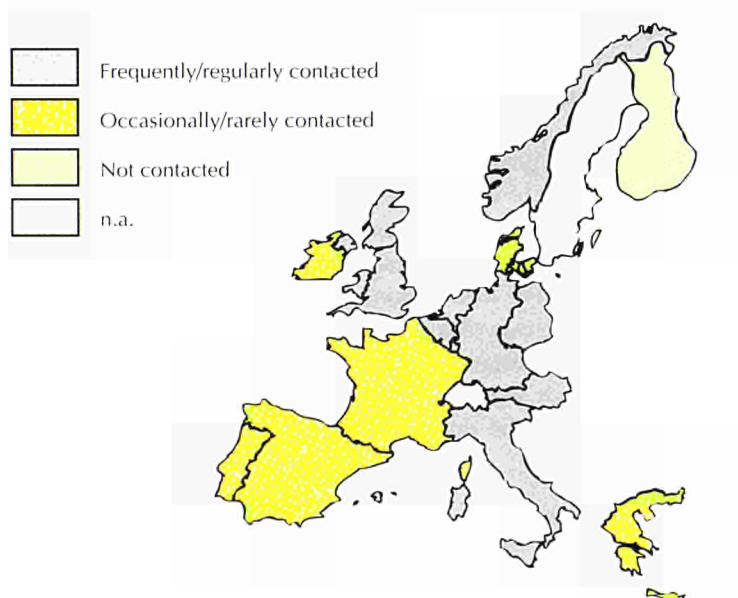 Frequently/regularly contacted
Occasionally/rarely contacted
Not contacted
n.a.